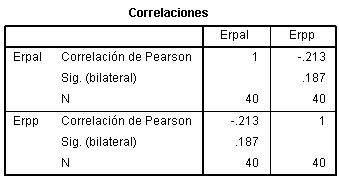 Correlaciones
Erpal Erpp
Erpal Correlación de Pearson 1 -.213
Sig. (bilateral) .187
N 40 40
Erpp Correlación de Pearson -.213 1
Sig. (bilateral) .187
N 40 40